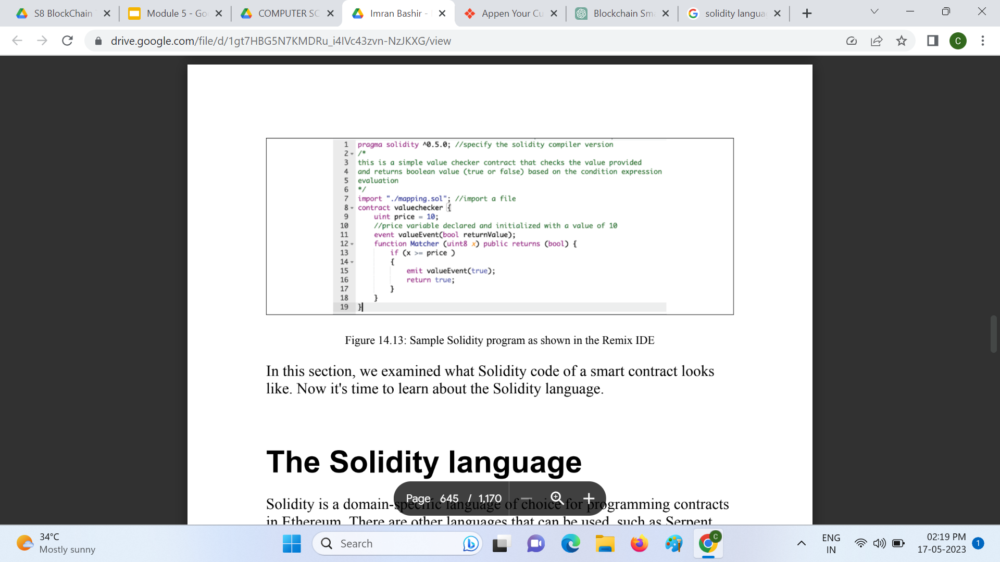 S8 BlockChain
Module 5 - Go
COMPUTER SC
Imran Bashir -
Appen Your Cu
Blockchain Sma
solidity languag
drive.google.com/file/d/1gt7HBG5N7KMDRu_i4IVc43zvn-NzJKXG/view
C
1 pragma solidity ^0.5.0; //specify the solidity compiler version
2 /*
3 this is a simple value checker contract that checks the value provided
4 and returns boolean value (true or false) based on the condition expression
5 evaluation
6 */
7 import "./mapping.sol"; //import a file
8 contract valuechecker {
9 uint price = 10;
10 //price variable declared and initialized with a value of 10
11 event valueEvent(bool returnValue);
12 function Matcher (uint8 x) public returns (bool) {
13 if (x >= price )
14 {
15 emit valueEvent(true);
16 return true;
17 }
18 }
19 }
Figure 14.13: Sample Solidity program as shown in the Remix IDE
In this section, we examined what Solidity code of a smart contract looks
like. Now it's time to learn about the Solidity language.
The Solidity language
Solidity is a domain-specific language of choice for programming contracts
in Ethereum. There are other languages that can be used, such as Serpent,
Page 645 / 1,170
34°C
Mostly sunny
Search
C
ENG
IN
02:19 PM
17-05-2023
1